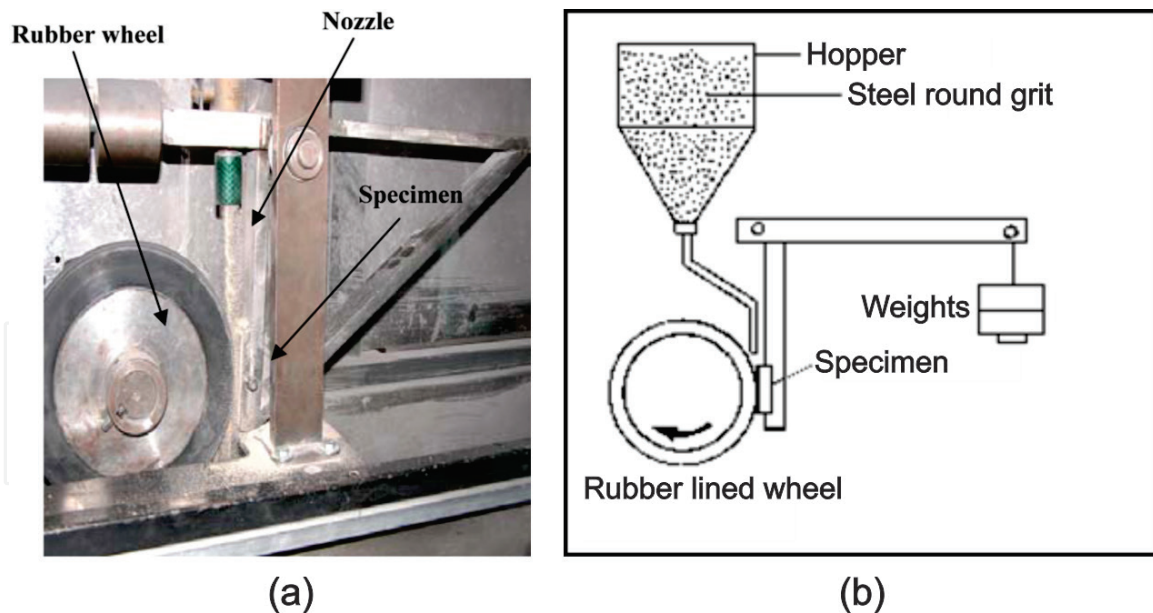 Rubber wheel
Nozzle
Specimen
(a)
Hopper
Steel round grit
Weights
Specimen
Rubber lined wheel
(b)